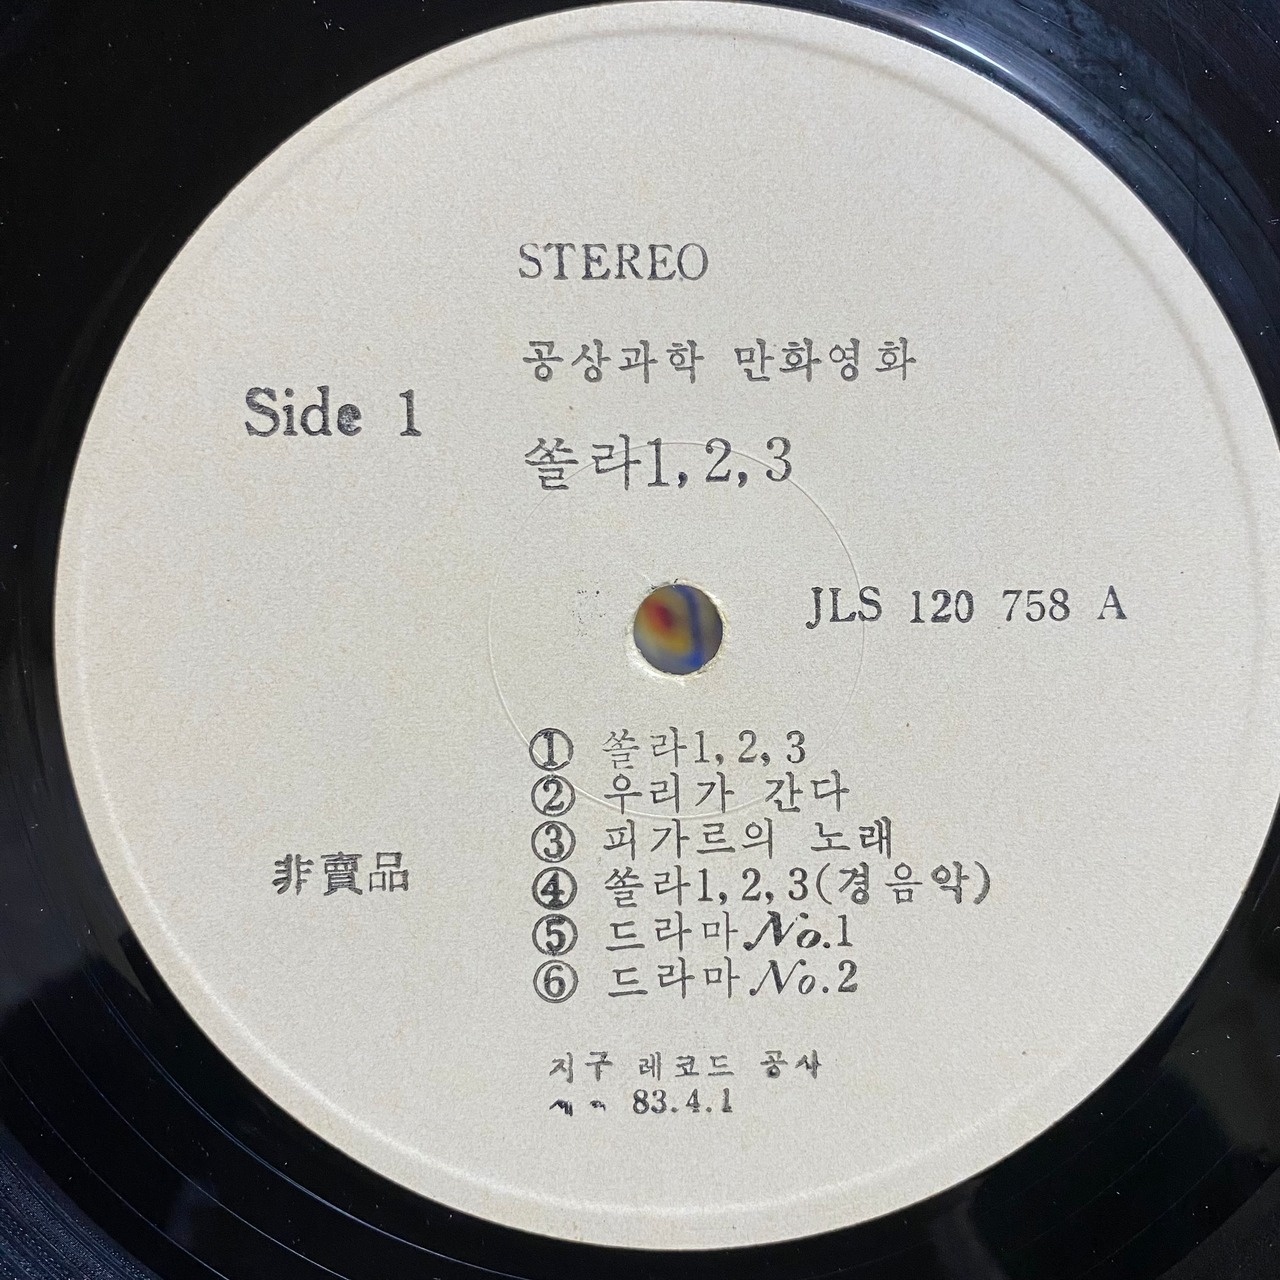 STEREO
공상과학 만화영화
Side 1
쏠라1, 2, 3
JLS 120 758 A
① 쏠라1, 2, 3
② 우리가 간다
③ 피가르의 노래
非賣品
④ 쏠라1, 2, 3(경음악)
⑤ 드라마 No.1
⑥ 드라마 No.2
지구 레코드 공사
83.4.1